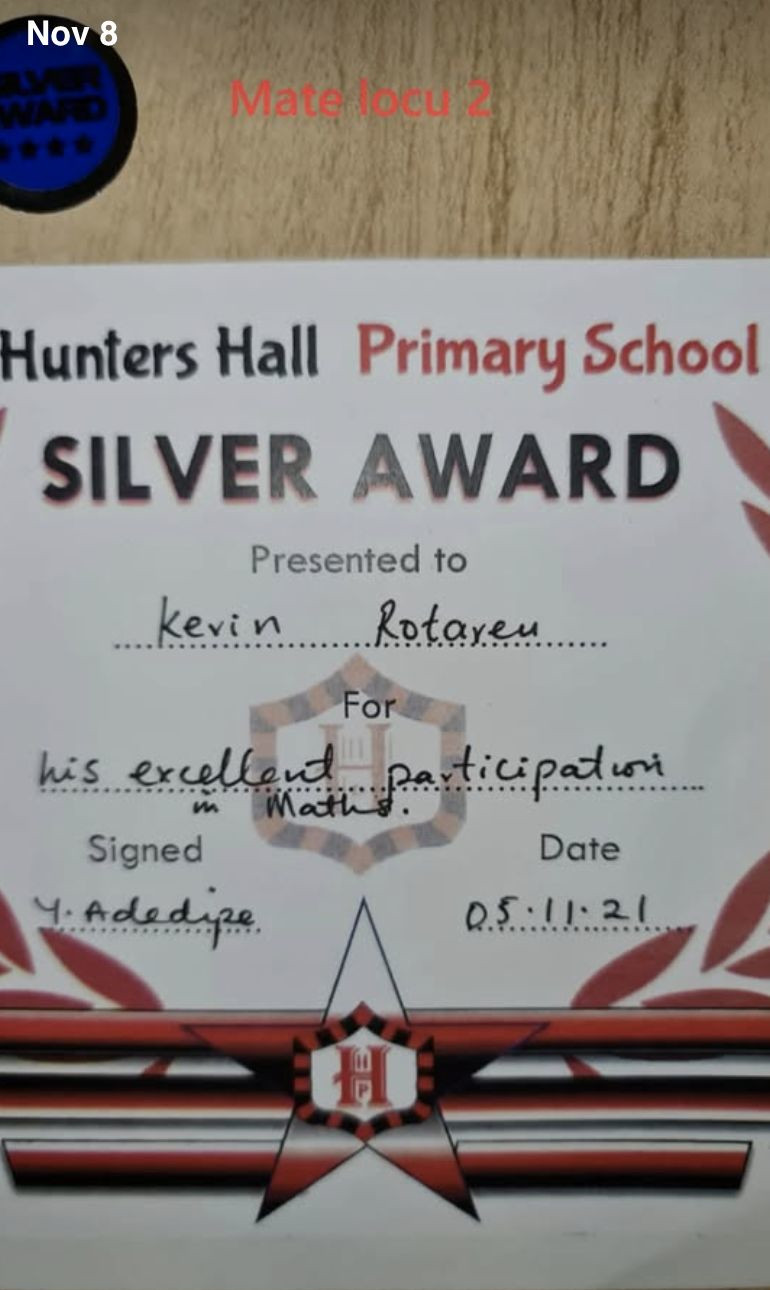 Nov 8
SILVER
AWARD
Mate locu 2
Hunters Hall Primary School
SILVER AWARD
Presented to
Kevin Rotareu
For
his excellent participation
in Maths.
Signed Date
Y. Adedipe 05.11.21
H
H
P